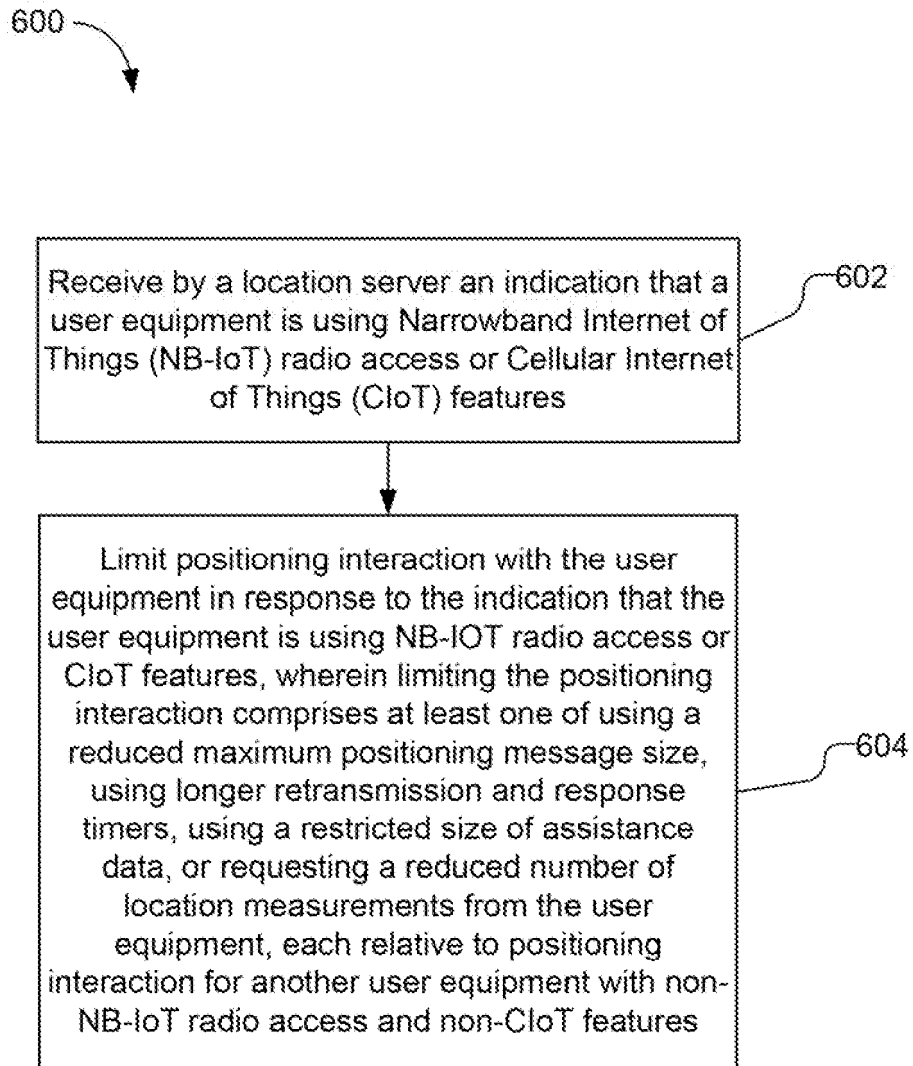 600
Receive by a location server an indication that a
user equipment is using Narrowband Internet of
Things (NB-IoT) radio access or Cellular Internet
of Things (CIoT) features
602
Limit positioning interaction with the user
equipment in response to the indication that the
user equipment is using NB-IOT radio access or
CIoT features, wherein limiting the positioning
interaction comprises at least one of using a
reduced maximum positioning message size,
using longer retransmission and response
timers, using a restricted size of assistance
data, or requesting a reduced number of
location measurements from the user
equipment, each relative to positioning
interaction for another user equipment with non-
NB-IoT radio access and non-CIoT features
604